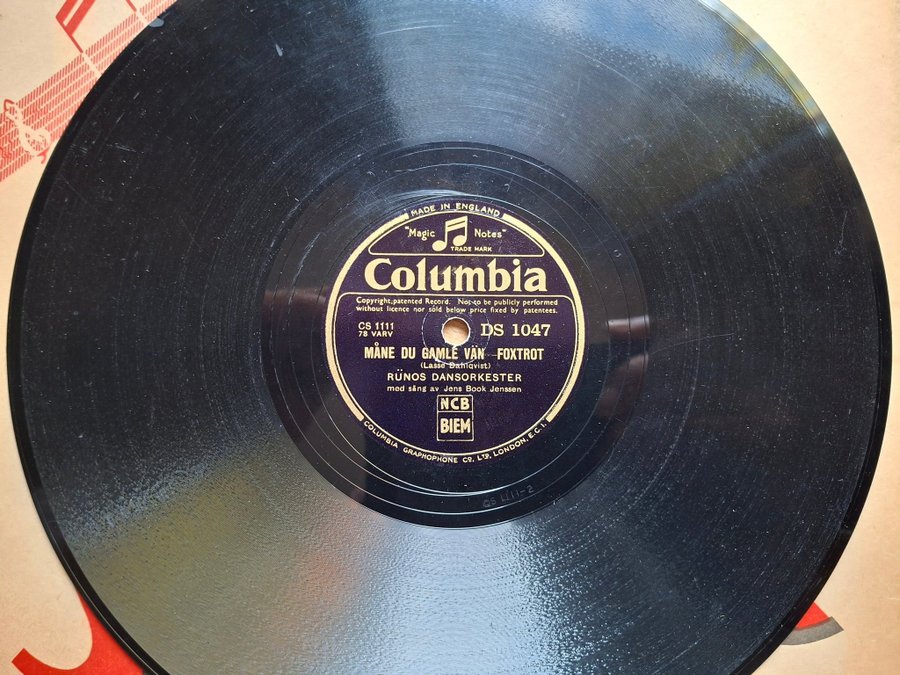 MADE IN ENGLAND
"Magic Notes"
TRADE MARK
Columbia
Copyright, patented Record. Not to be publicly performed
without licence nor sold below price fixed by patentees.
CS 1111 DS 1047
78 VARV
MÅNE DU GAMLE VÄN FOXTROT
(Lasse Dahlqvist)
RÜNOS DANSORKESTER
med sång av Jens Book Jenssen
NCB
BIEM
COLUMBIA GRAPHOPHONE CO. LTD. LONDON, E.C.1.
CS 1111-2